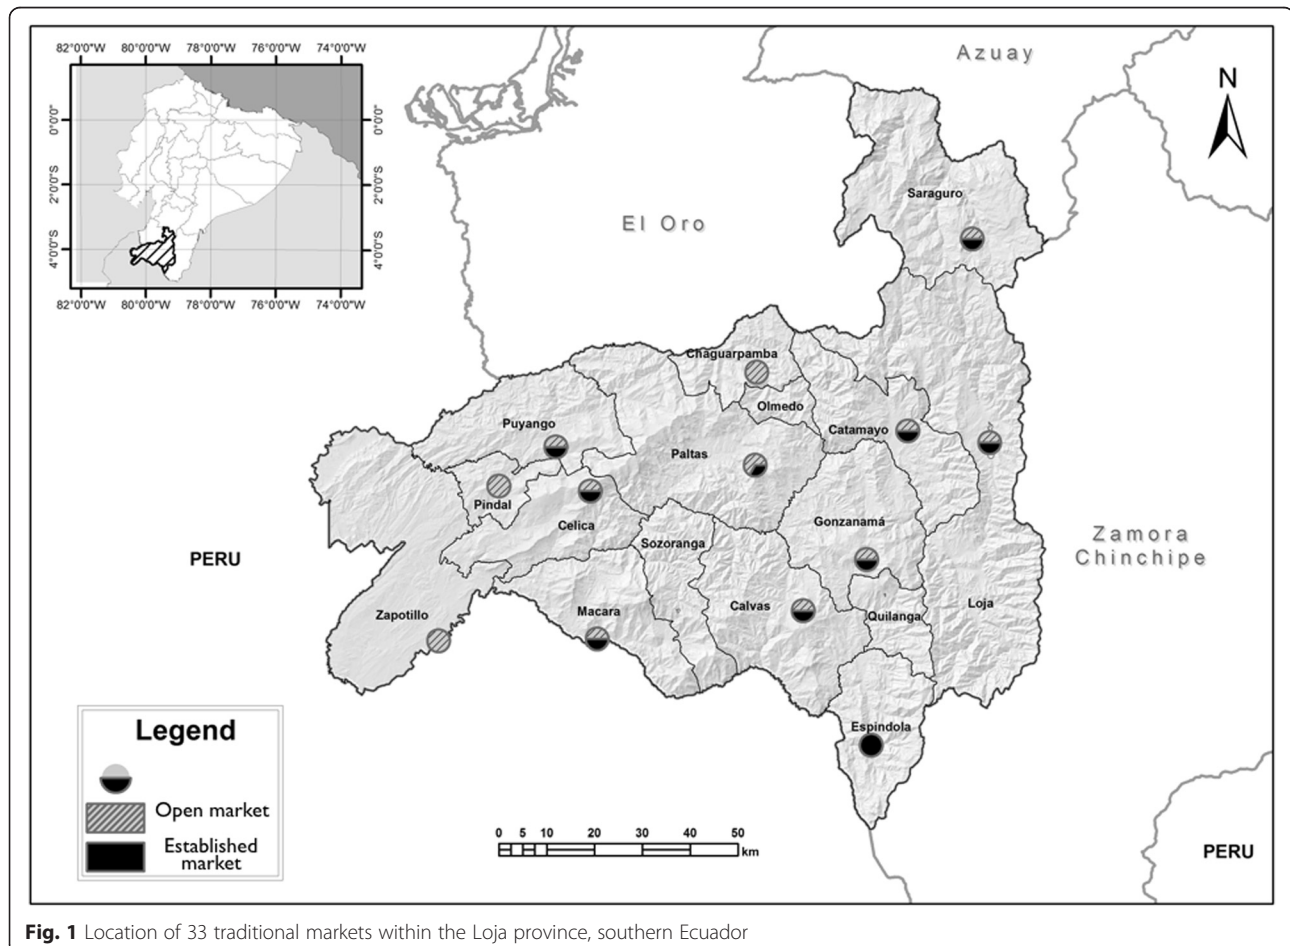 82°0'0"W 80°0'0"W 78°0'0"W 76°0'0"W 74°0'0"W
0°0'0"
0°0'0"
2°0'0"S
2°0'0"S
4°0'0"S
4°0'0"S
82°0'0"W 80°0'0"W 78°0'0"W 76°0'0"W 74°0'0"W
Azuay
N
Saraguro
El Oro
Chaguarpamba
Olmedo
Puyango
Catamayo
Paltas
Pindal
Celica
Gonzanamá
Sozoranga
Zamora
Chinchipe
PERU
Zapotillo
Macara
Calvas
Quilanga
Loja
Espindola
Legend
Open market
Established
market
0 5 10 20 30 40 50
km
PERU
Fig. 1 Location of 33 traditional markets within the Loja province, southern Ecuador